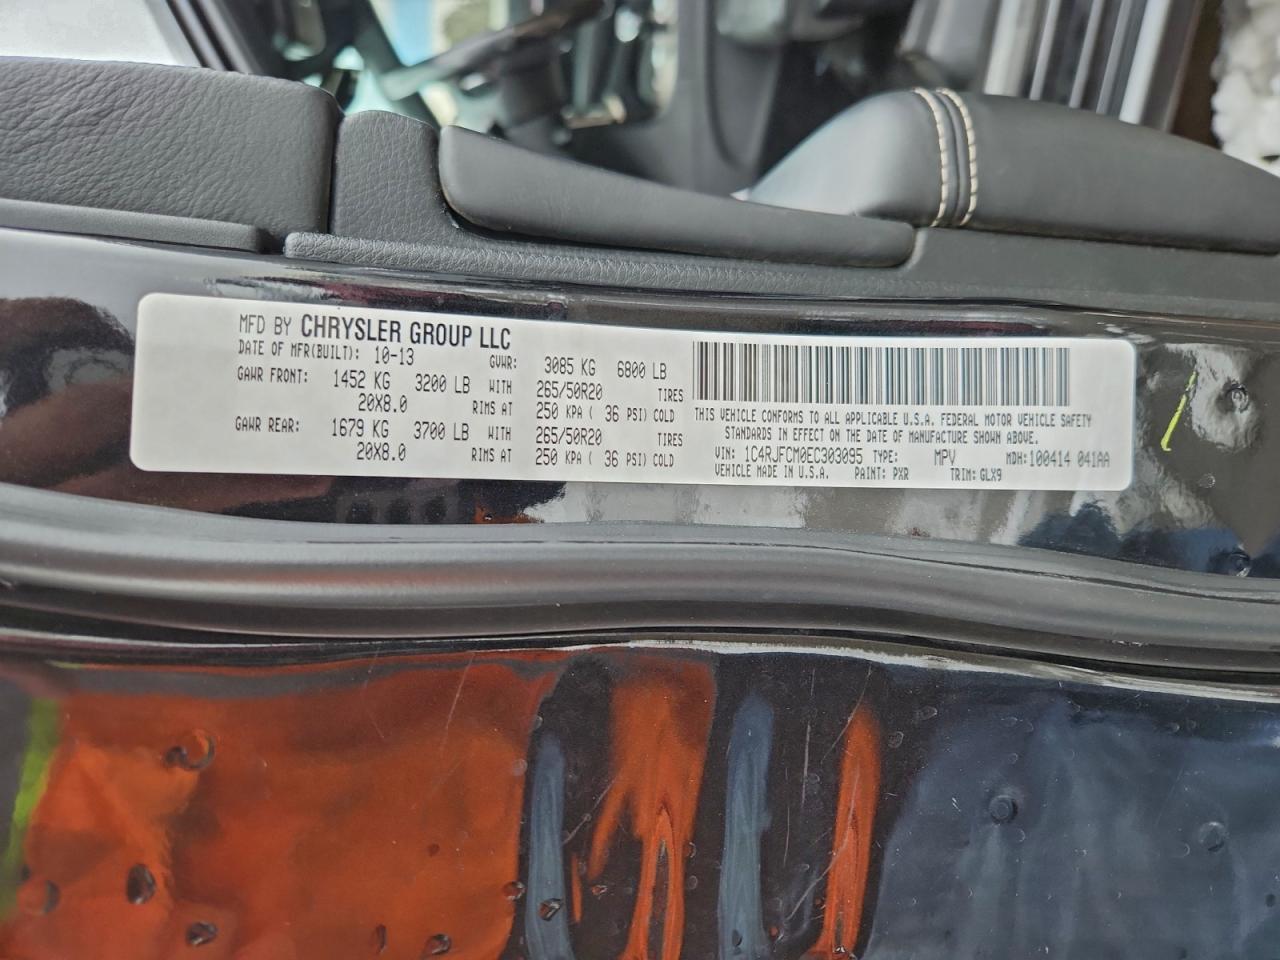 MFD BY CHRYSLER GROUP LLC
DATE OF MFR(BUILT): 10-13 GVWR: 3085 KG 6800 LB
GAWR FRONT: 1452 KG 3200 LB WITH 265/50R20 TIRES
20X8.0 RIMS AT 250 KPA ( 36 PSI) COLD
GAWR REAR: 1679 KG 3700 LB WITH 265/50R20 TIRES
20X8.0 RIMS AT 250 KPA ( 36 PSI) COLD
THIS VEHICLE CONFORMS TO ALL APPLICABLE U.S.A. FEDERAL MOTOR VEHICLE SAFETY
STANDARDS IN EFFECT ON THE DATE OF MANUFACTURE SHOWN ABOVE.
VIN: 1C4RJFCM0EC303095 TYPE: MPV MDH: 100414 041AA
VEHICLE MADE IN U.S.A. PAINT: PXR TRIM: GLX9